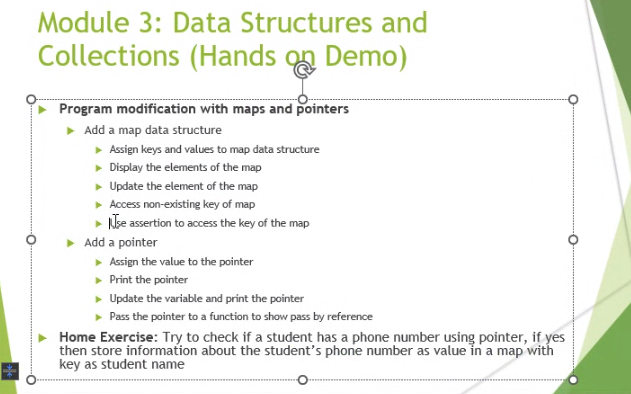 Module 3: Data Structures and
Collections (Hands on Demo)
Program modification with maps and pointers
Add a map data structure
Assign keys and values to map data structure
Display the elements of the map
Update the element of the map
Access non-existing key of map
Use assertion to access the key of the map
Add a pointer
Assign the value to the pointer
Print the pointer
Update the variable and print the pointer
Pass the pointer to a function to show pass by reference
Home Exercise: Try to check if a student has a phone number using pointer, if yes
then store information about the student's phone number as value in a map with
key as student name